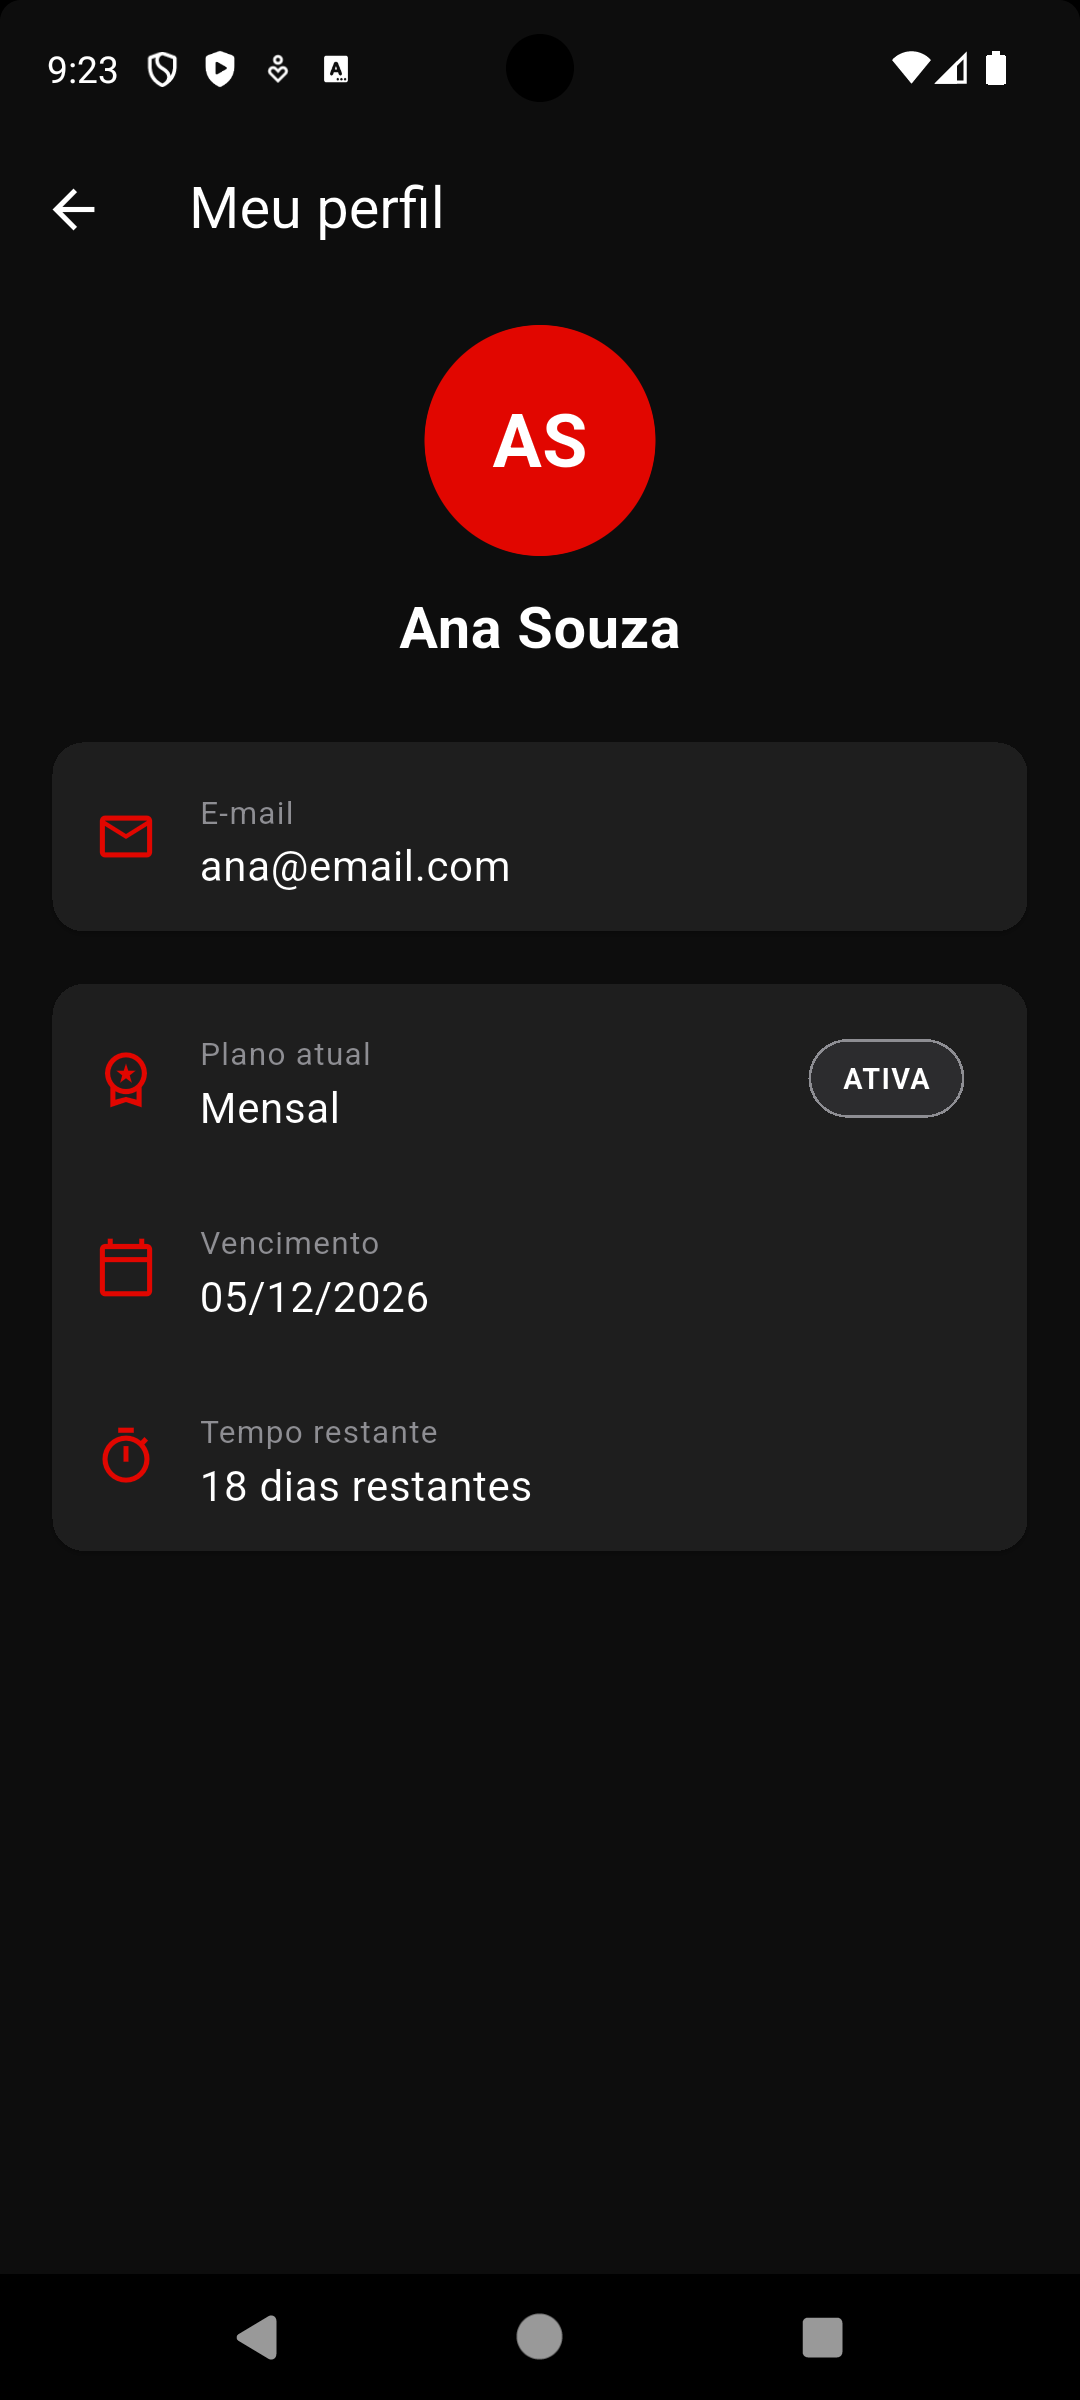 9:23
Meu perfil
AS
Ana Souza
E-mail
ana@email.com
Plano atual
Mensal
ATIVA
Vencimento
05/12/2026
Tempo restante
18 dias restantes